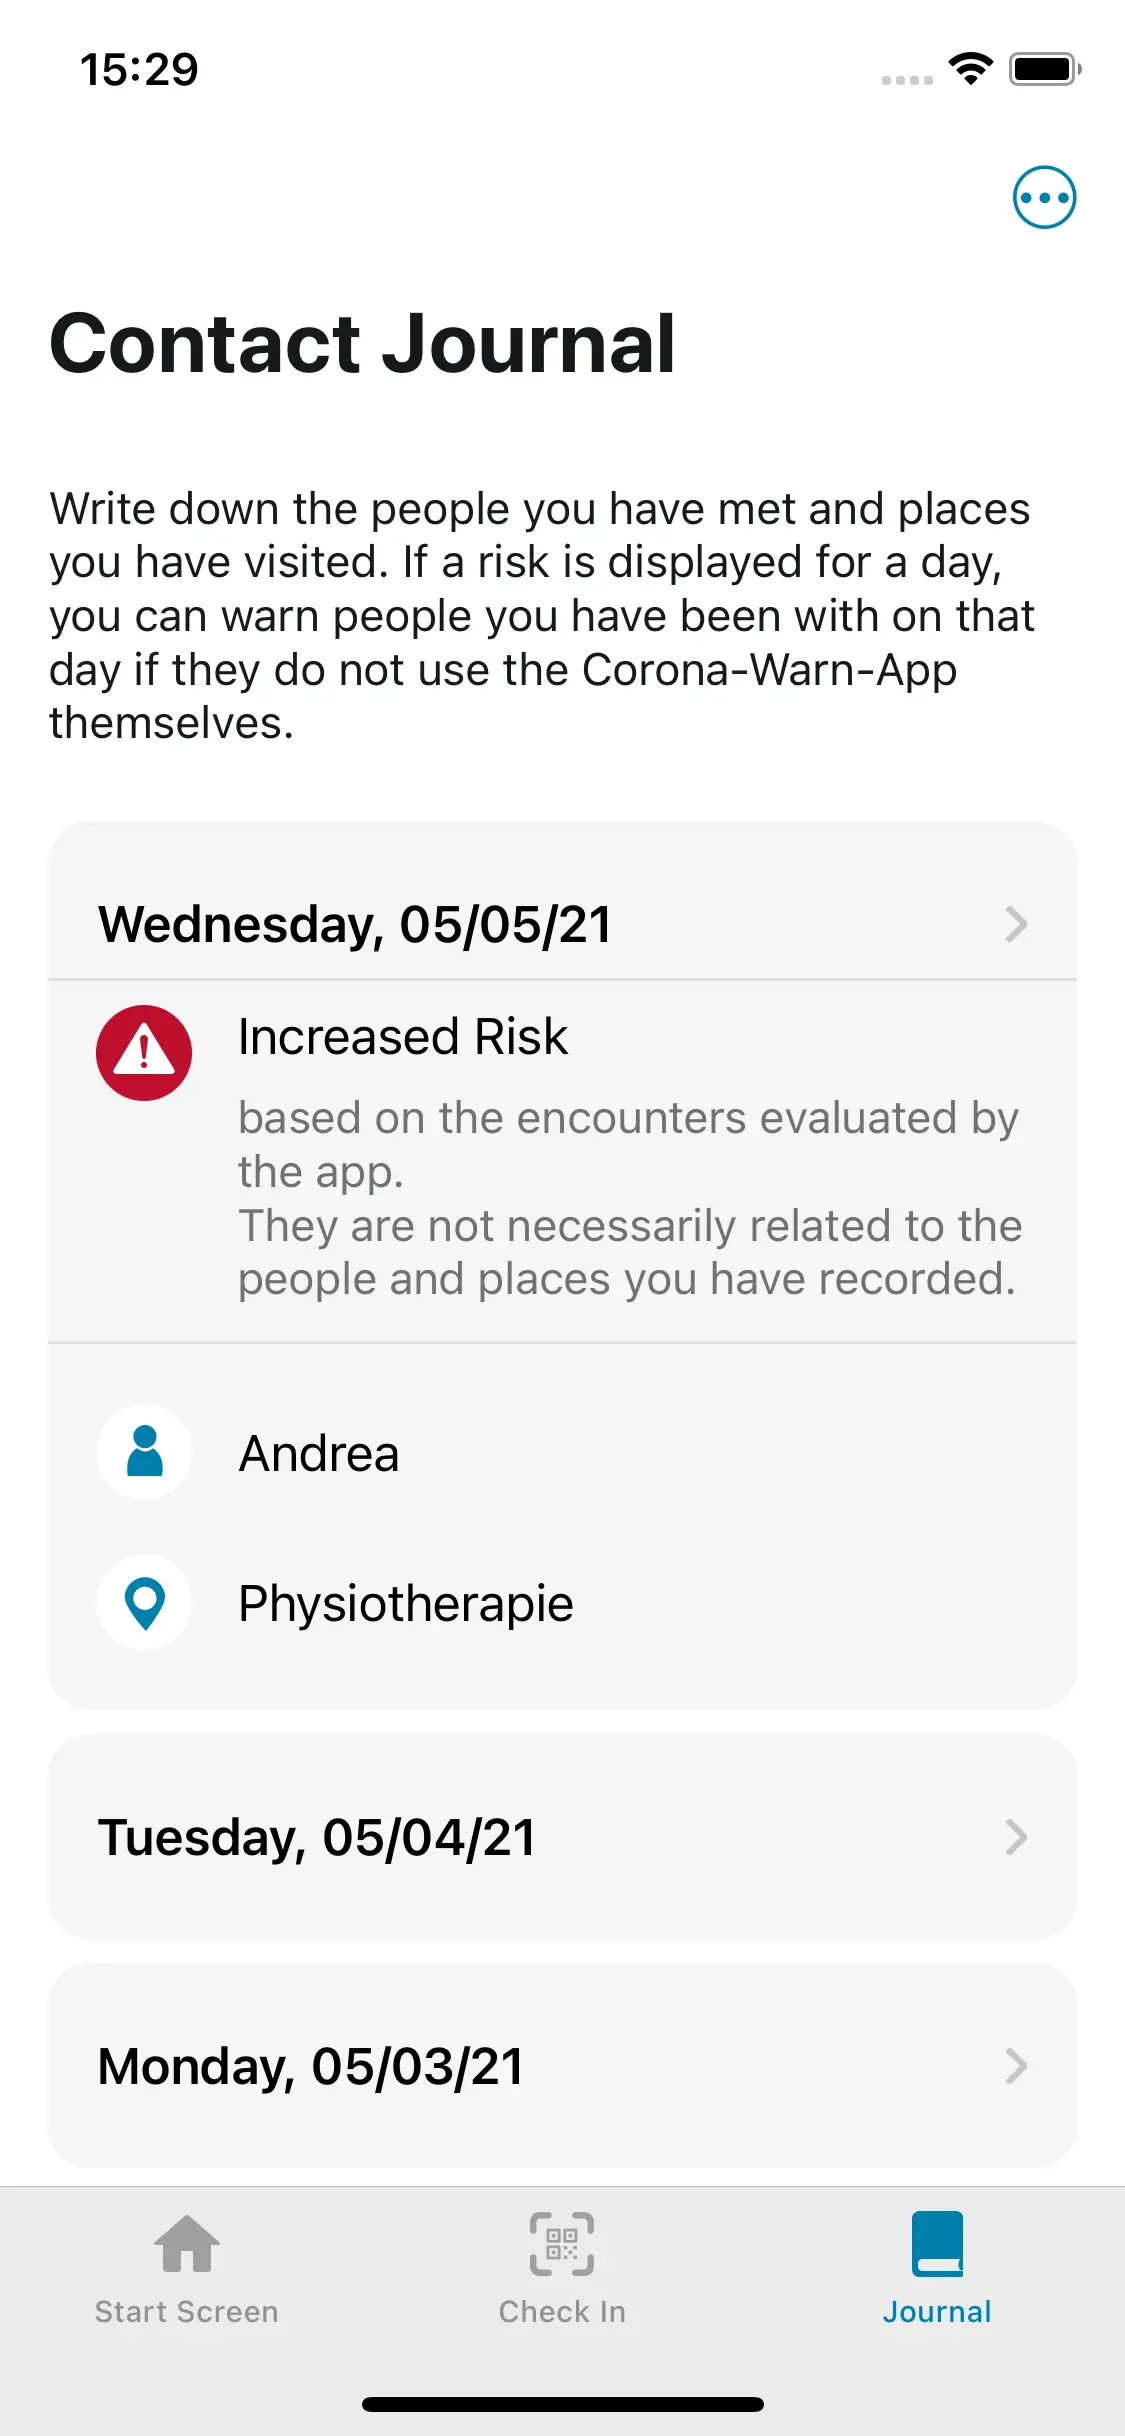 15:29
Contact Journal
Write down the people you have met and places
you have visited. If a risk is displayed for a day,
you can warn people you have been with on that
day if they do not use the Corona-Warn-App
themselves.
Wednesday, 05/05/21
Increased Risk
based on the encounters evaluated by
the app.
They are not necessarily related to the
people and places you have recorded.
Andrea
Physiotherapie
Tuesday, 05/04/21
Monday, 05/03/21
Start Screen
Check In
Journal